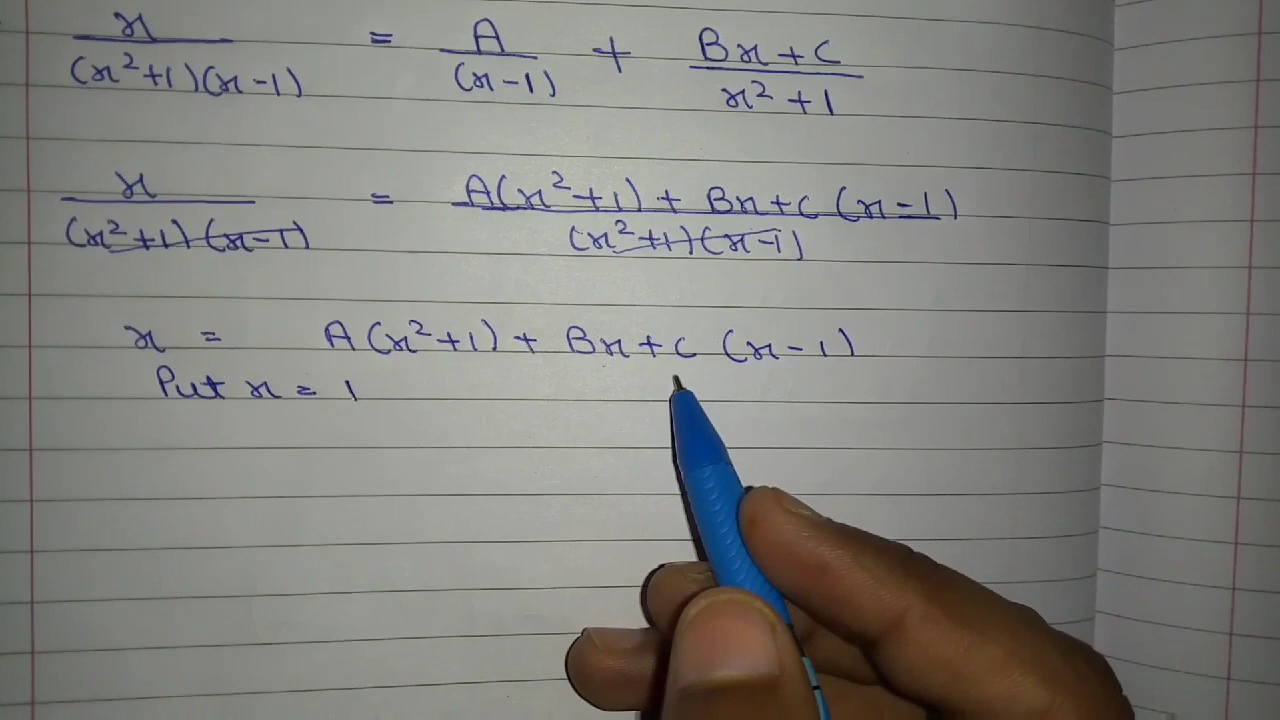 x/(x²+1)(x-1) = A/(x-1) + Bx+C/x²+1
x/(x²+1)(x-1) = A(x²+1) + Bx+C (x-1)/(x²+1)(x-1)
x = A(x²+1) + Bx+C (x-1)
Put x = 1